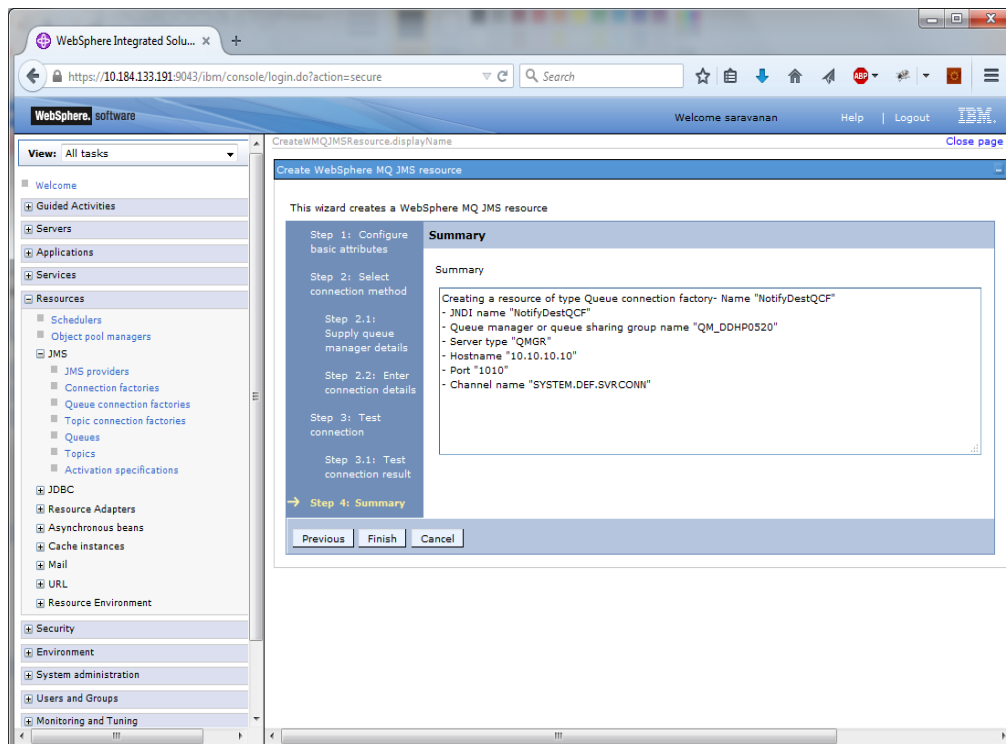 WebSphere Integrated Solu...
https://10.184.133.191:9043/ibm/console/login.do?action=secure
Search
ABP
WebSphere. software
Welcome saravanan
Help | Logout
IBM.
View: All tasks
Welcome
Guided Activities
Servers
Applications
Services
Resources
Schedulers
Object pool managers
JMS
JMS providers
Connection factories
Queue connection factories
Topic connection factories
Queues
Topics
Activation specifications
JDBC
Resource Adapters
Asynchronous beans
Cache instances
Mail
URL
Resource Environment
Security
Environment
System administration
Users and Groups
Monitoring and Tuning
CreateWMQJMSResource.displayName
Close page
Create WebSphere MQ JMS resource
This wizard creates a WebSphere MQ JMS resource
Step 1: Configure
basic attributes
Step 2: Select
connection method
Step 2.1:
Supply queue
manager details
Step 2.2: Enter
connection details
Step 3: Test
connection
Step 3.1: Test
connection result
Step 4: Summary
Summary
Summary
Creating a resource of type Queue connection factory- Name "NotifyDestQCF"
- JNDI name "NotifyDestQCF"
- Queue manager or queue sharing group name "QM_DDHP0520"
- Server type "QMGR"
- Hostname "10.10.10.10"
- Port "1010"
- Channel name "SYSTEM.DEF.SVRCONN"
Previous
Finish
Cancel